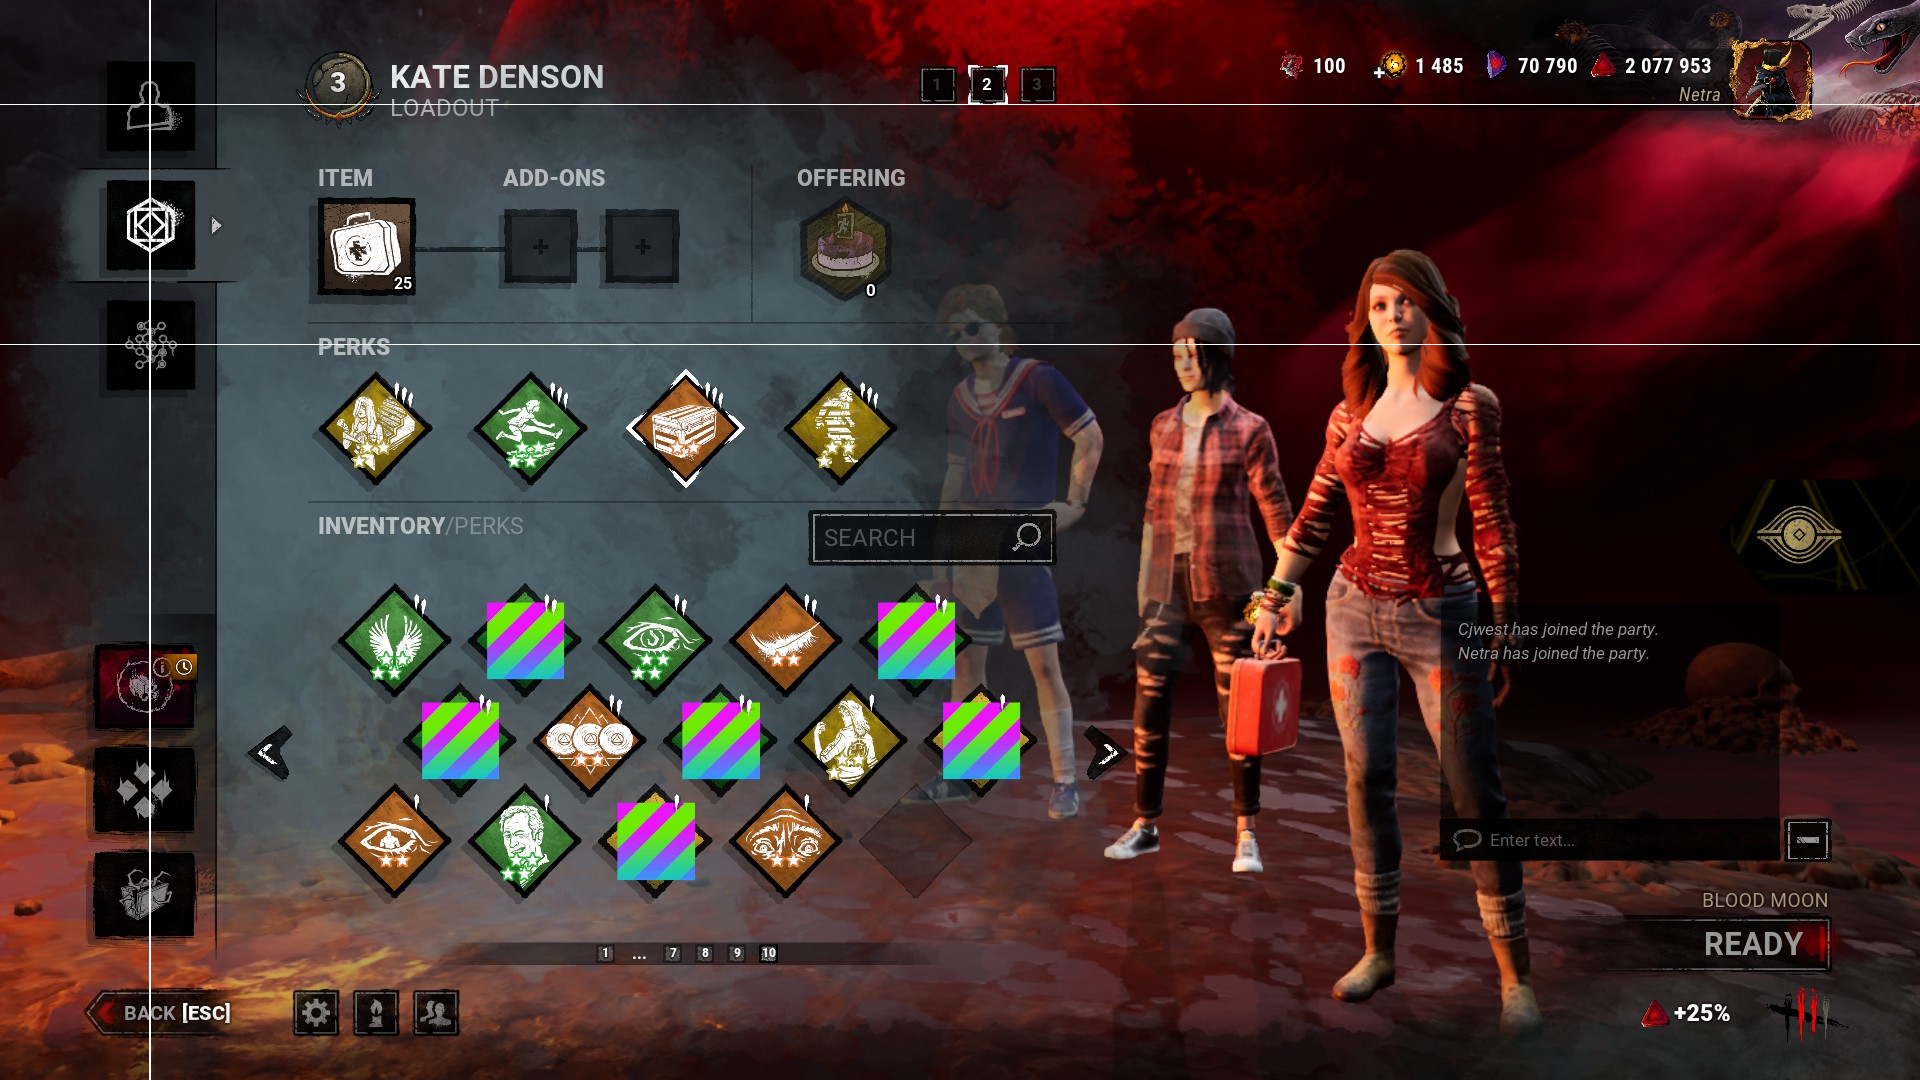 3
KATE DENSON
LOADOUT
1 2 3
100
1 485
70 790
2 077 953
Netra
ITEM
ADD-ONS
OFFERING
25
0
PERKS
INVENTORY/PERKS
SEARCH
Cjwest has joined the party.
Netra has joined the party.
Enter text...
1 ... 7 8 9 10
BLOOD MOON
READY
BACK [ESC]
+25%